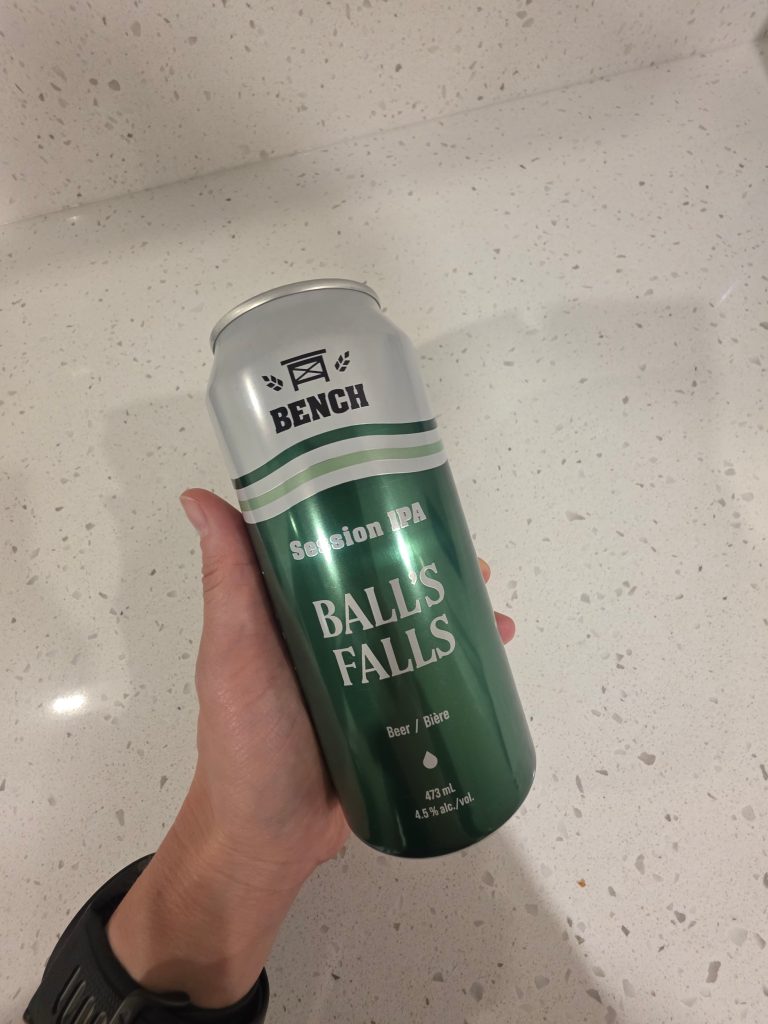 BENCH
Session IPA
BALL'S
FALLS
Beer / Bière
473 mL
4.5 % alc./vol.